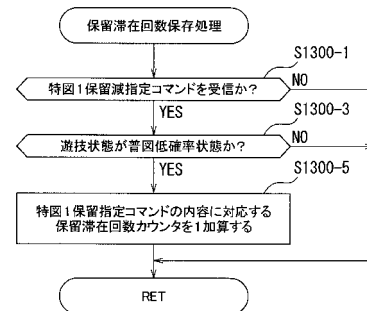 保留滞在回数保存処理
S1300-1
特図1保留減指定コマンドを受信か?
NO
YES
S1300-3
遊技状態が普図低確率状態か?
NO
YES
S1300-5
特図1保留指定コマンドの内容に対応する
保留滞在回数カウンタを1加算する
RET